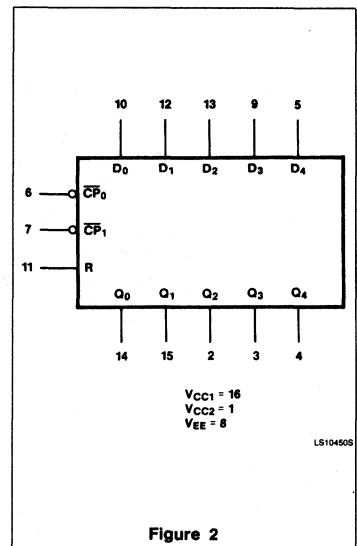 10 12 13 9 5
D0 D1 D2 D3 D4
6 CP0
7 CP1
11 R
Q0 Q1 Q2 Q3 Q4
14 15 2 3 4
VCC1 = 16
VCC2 = 1
VEE = 8
LS10450S
Figure 2